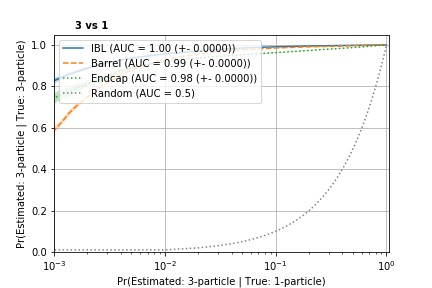 3 vs 1
Pr(Estimated: 3-particle | True: 3-particle)
1.0
0.8
0.6
0.4
0.2
0.0
IBL (AUC = 1.00 (+- 0.0000))
Barrel (AUC = 0.99 (+- 0.0000))
Endcap (AUC = 0.98 (+- 0.0000))
Random (AUC = 0.5)
10⁻³ 10⁻² 10⁻¹ 10⁰
Pr(Estimated: 3-particle | True: 1-particle)